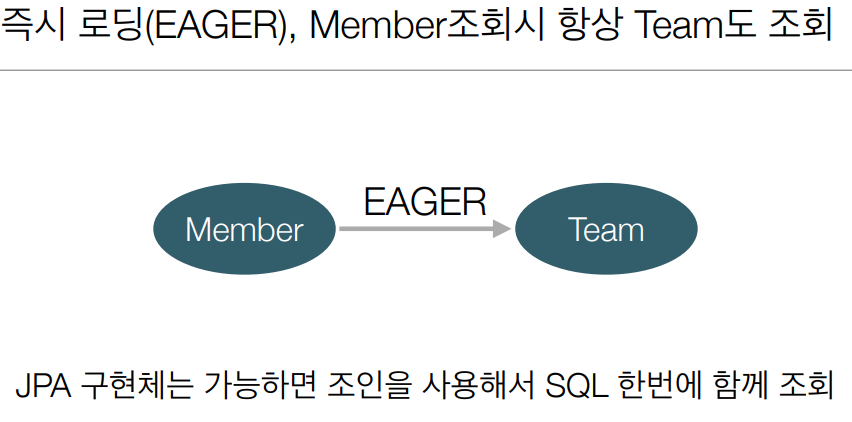 즉시 로딩(EAGER), Member조회시 항상 Team도 조회
EAGER
Member
Team
JPA 구현체는 가능하면 조인을 사용해서 SQL 한번에 함께 조회